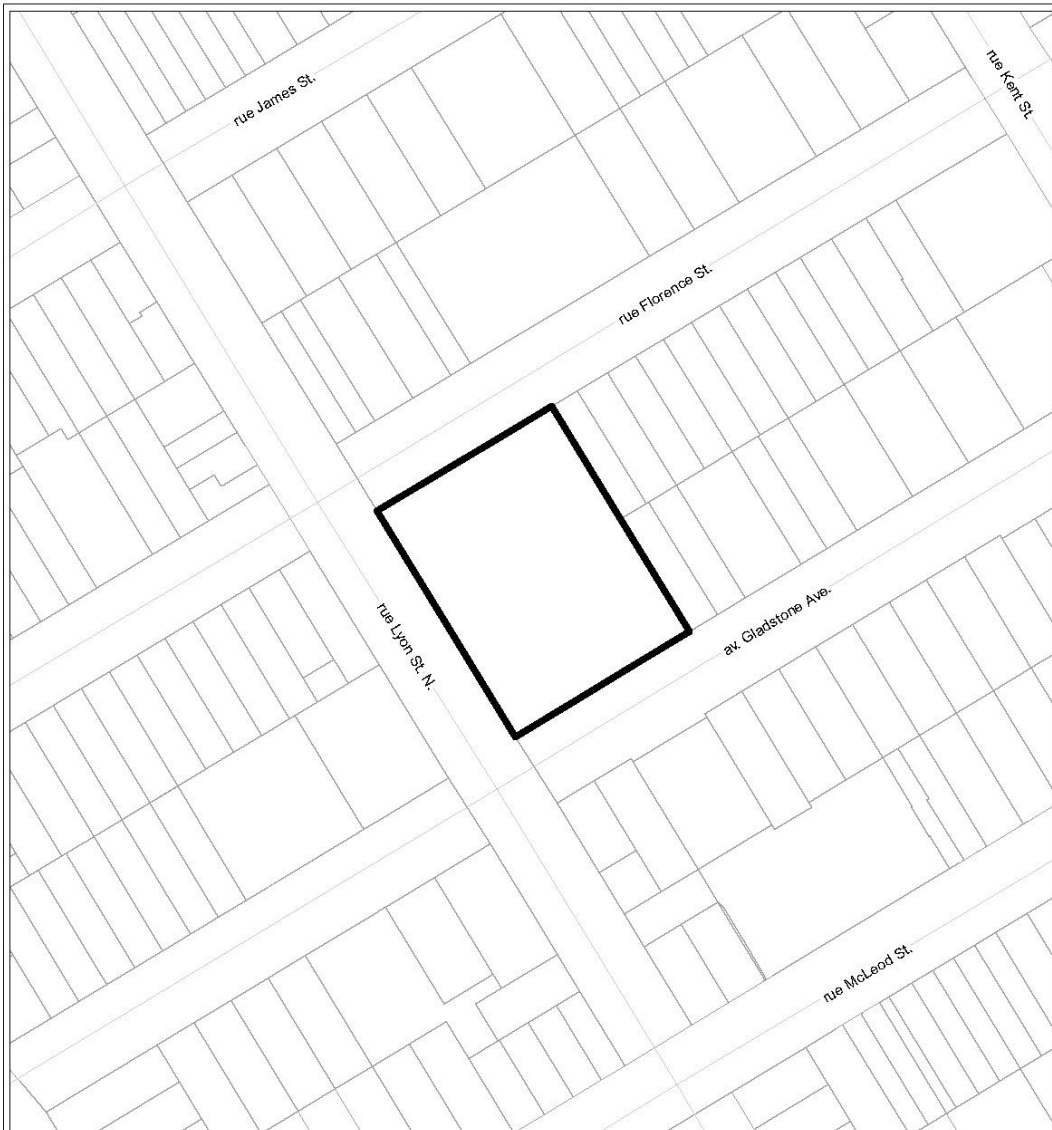 rue James St.
rue Kent St.
rue Florence St.
rue Lyon St. N.
av. Gladstone Ave.
rue McLeod St.